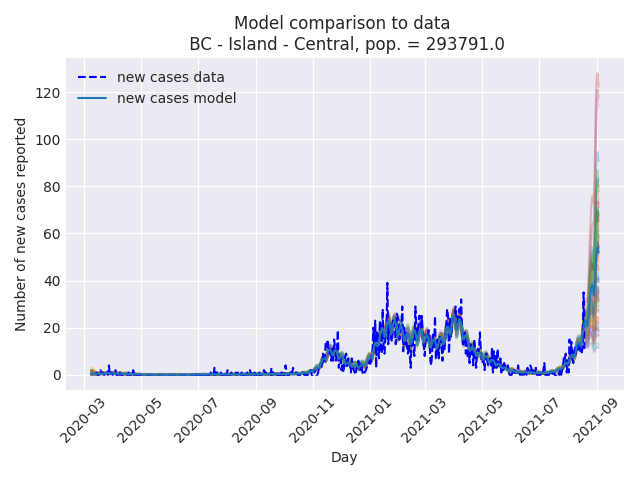 Model comparison to data
BC - Island - Central, pop. = 293791.0
new cases data
new cases model
Number of new cases reported
120
100
80
60
40
20
0
2020-03
2020-05
2020-07
2020-09
2020-11
2021-01
2021-03
2021-05
2021-07
2021-09
Day